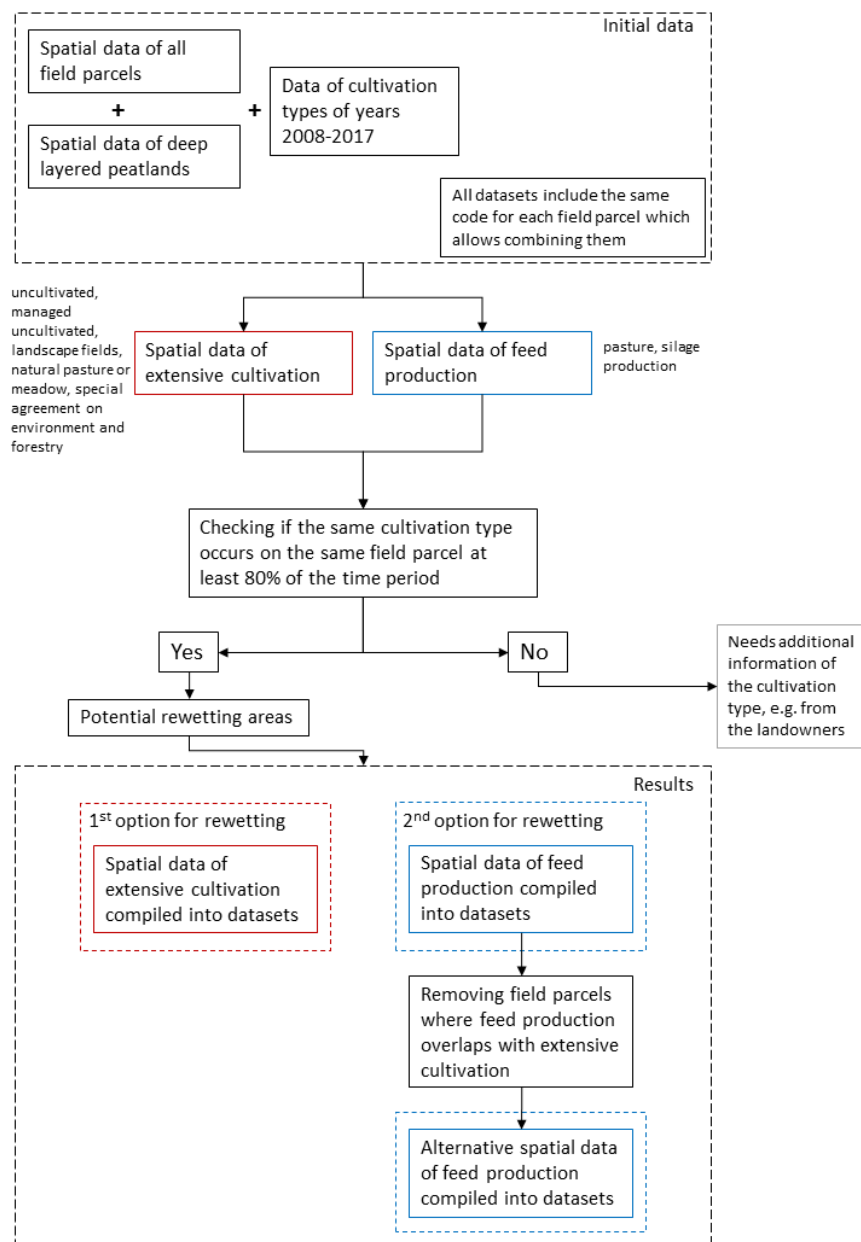 Initial data
Spatial data of all
field parcels
+
Spatial data of deep
layered peatlands
+
Data of cultivation
types of years
2008-2017
All datasets include the same
code for each field parcel which
allows combining them
uncultivated,
managed
uncultivated,
landscape fields,
natural pasture or
meadow, special
agreement on
environment and
forestry
Spatial data of
extensive cultivation
Spatial data of feed
production
pasture, silage
production
Checking if the same cultivation type
occurs on the same field parcel at
least 80% of the time period
Yes
No
Needs additional
information of
the cultivation
type, e.g. from
the landowners
Potential rewetting areas
Results
1st option for rewetting
Spatial data of
extensive cultivation
compiled into datasets
2nd option for rewetting
Spatial data of feed
production compiled
into datasets
Removing field parcels
where feed production
overlaps with extensive
cultivation
Alternative spatial data
of feed production
compiled into datasets